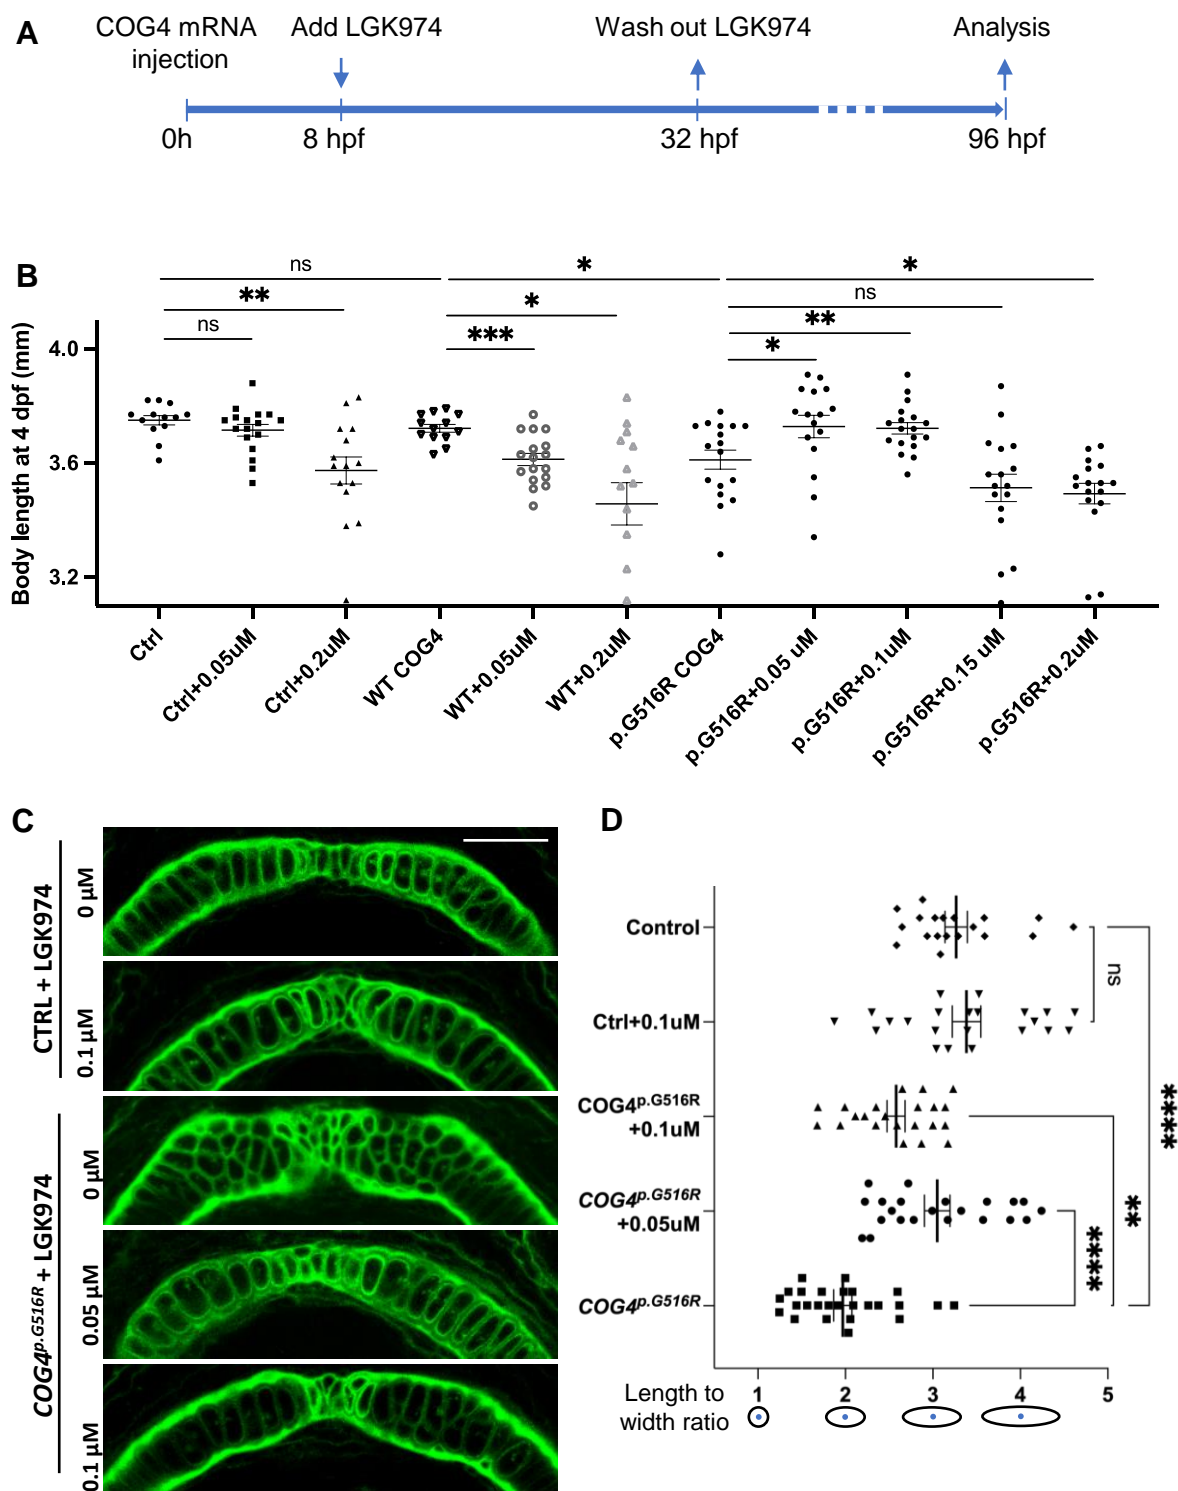 A
COG4 mRNA
injection
Add LGK974
Wash out LGK974
Analysis
0h
8 hpf
32 hpf
96 hpf
B
ns
*
*
**
*
ns
ns
***
**
*
Body length at 4 dpf (mm)
4.0
3.6
3.2
Ctrl
Ctrl+0.05uM
Ctrl+0.2uM
WT COG4
WT+0.05uM
WT+0.2uM
p.G516R COG4
p.G516R+0.05 uM
p.G516R+0.1uM
p.G516R+0.15 uM
p.G516R+0.2uM
C
CTRL + LGK974
0 µM
0.1 µM
COG4p.G516R + LGK974
0 µM
0.05 µM
0.1 µM
D
Control
Ctrl+0.1uM
COG4p.G516R
+0.1uM
COG4p.G516R
+0.05uM
COG4p.G516R
ns
****
**
****
Length to
width ratio
1
2
3
4
5